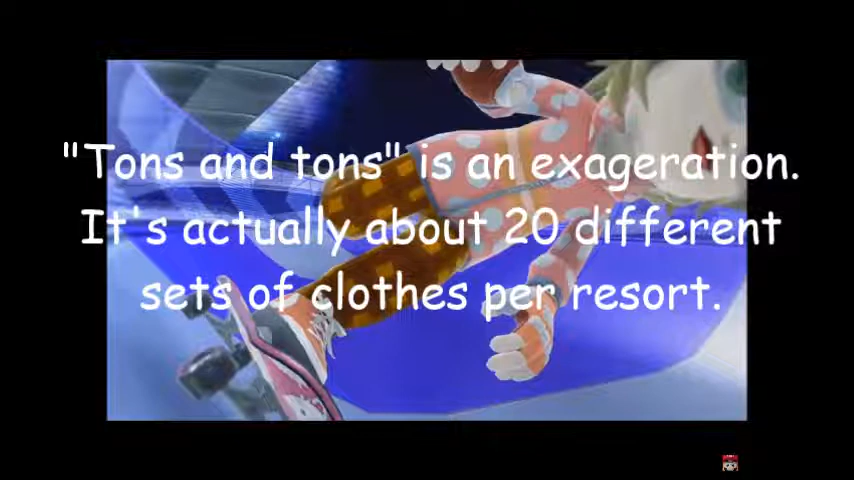 "Tons and tons" is an exageration.
It's actually about 20 different
sets of clothes per resort.